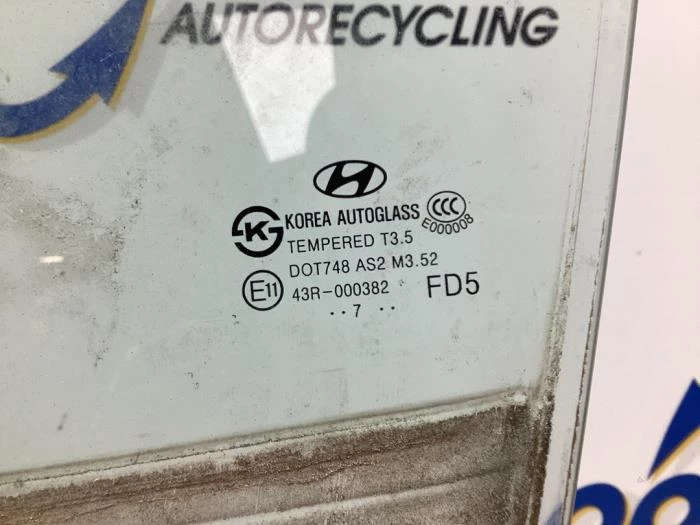 AUTORECYCLING
KOREA AUTOGLASS
CCC
E000008
TEMPERED T3.5
DOT748 AS2 M3.52
E11 43R-000382 FD5
··7··